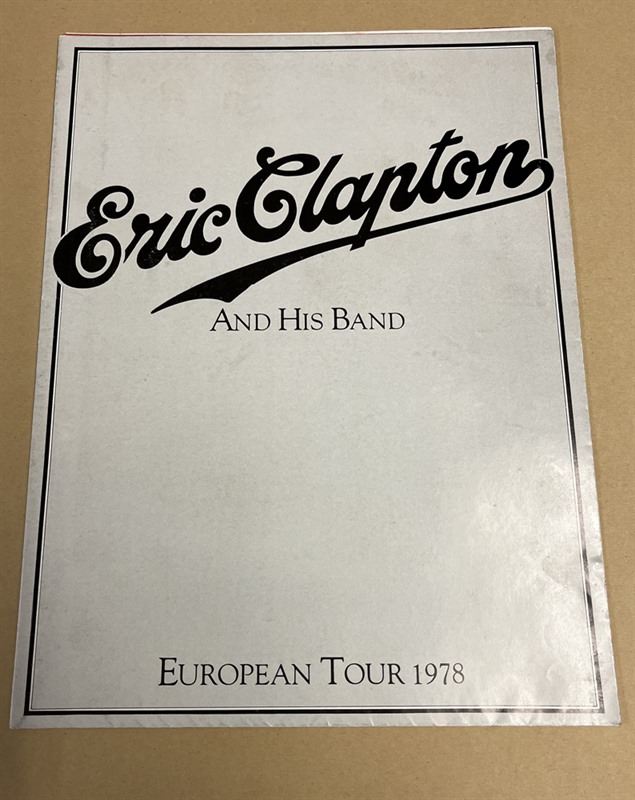 Eric Clapton
AND HIS BAND
EUROPEAN TOUR 1978